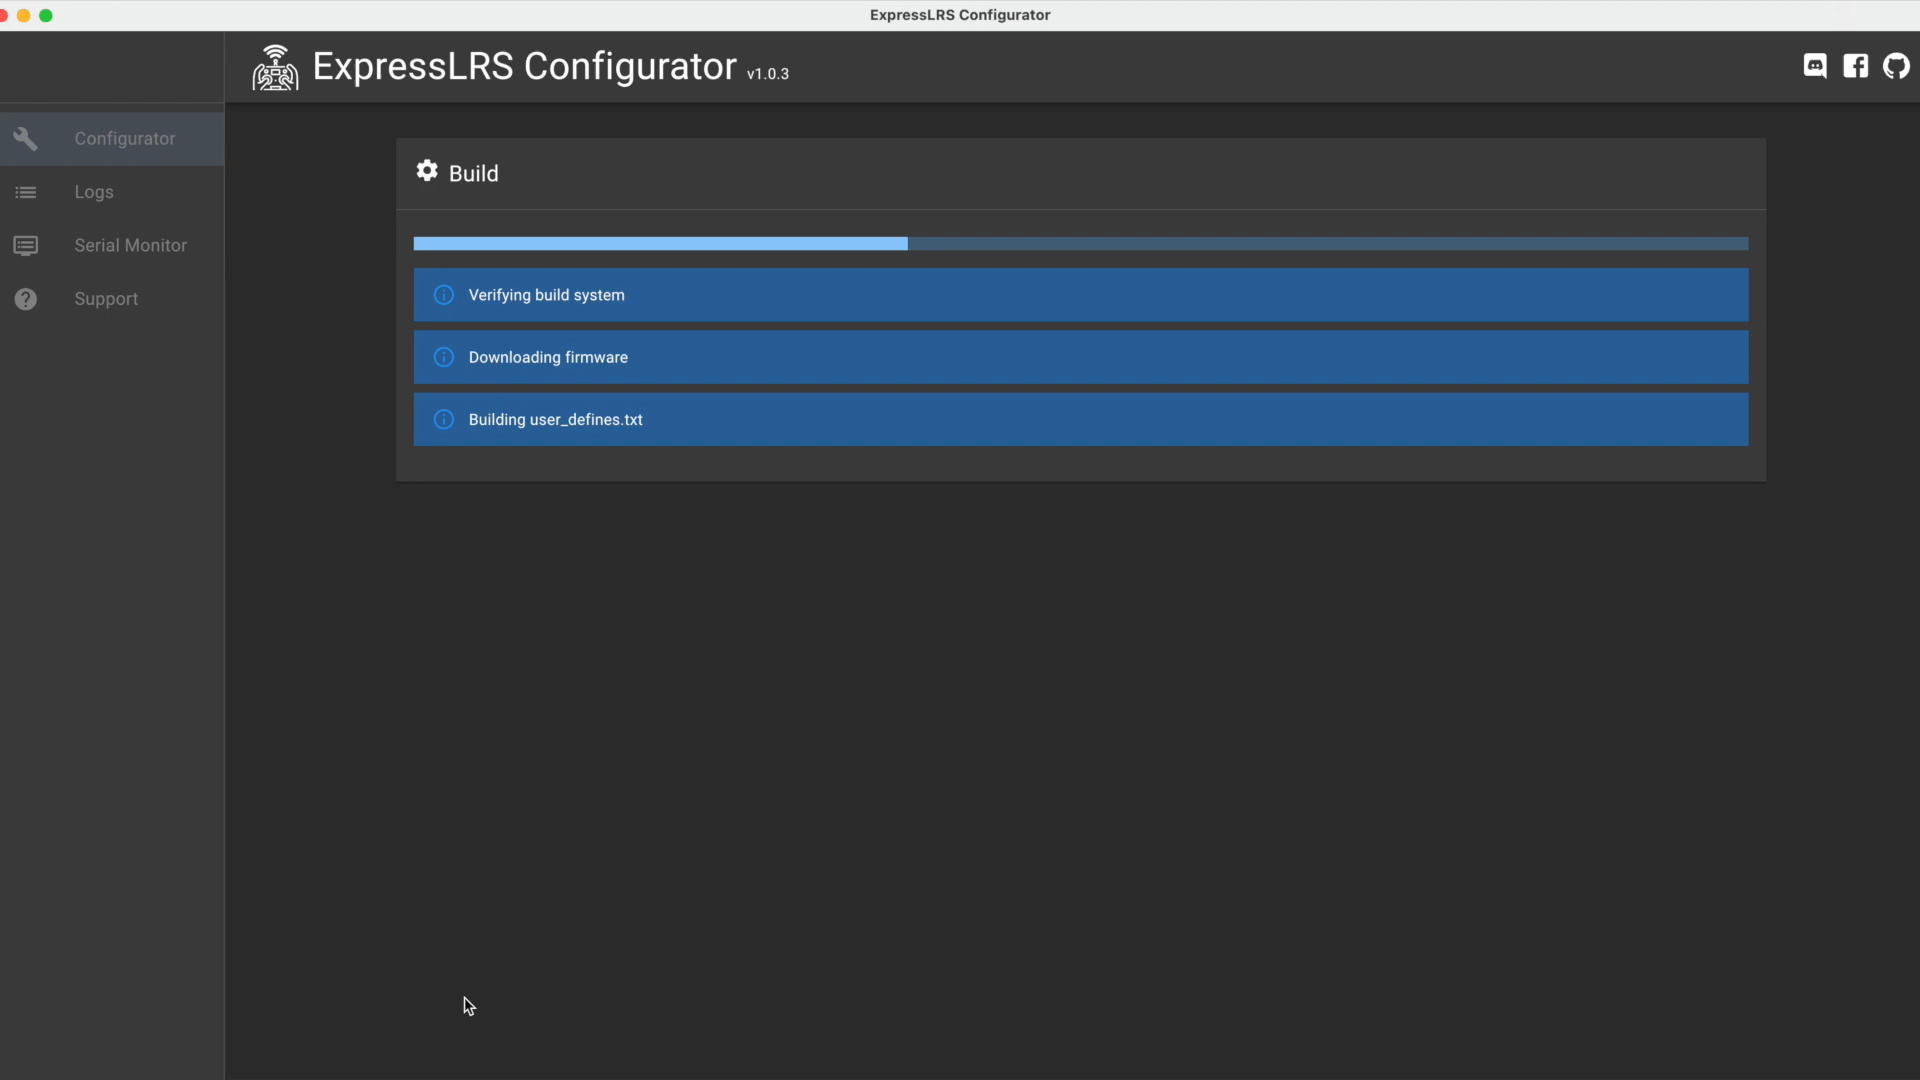 ExpressLRS Configurator
ExpressLRS Configurator v1.0.3
Configurator
Logs
Serial Monitor
Support
Build
Verifying build system
Downloading firmware
Building user_defines.txt